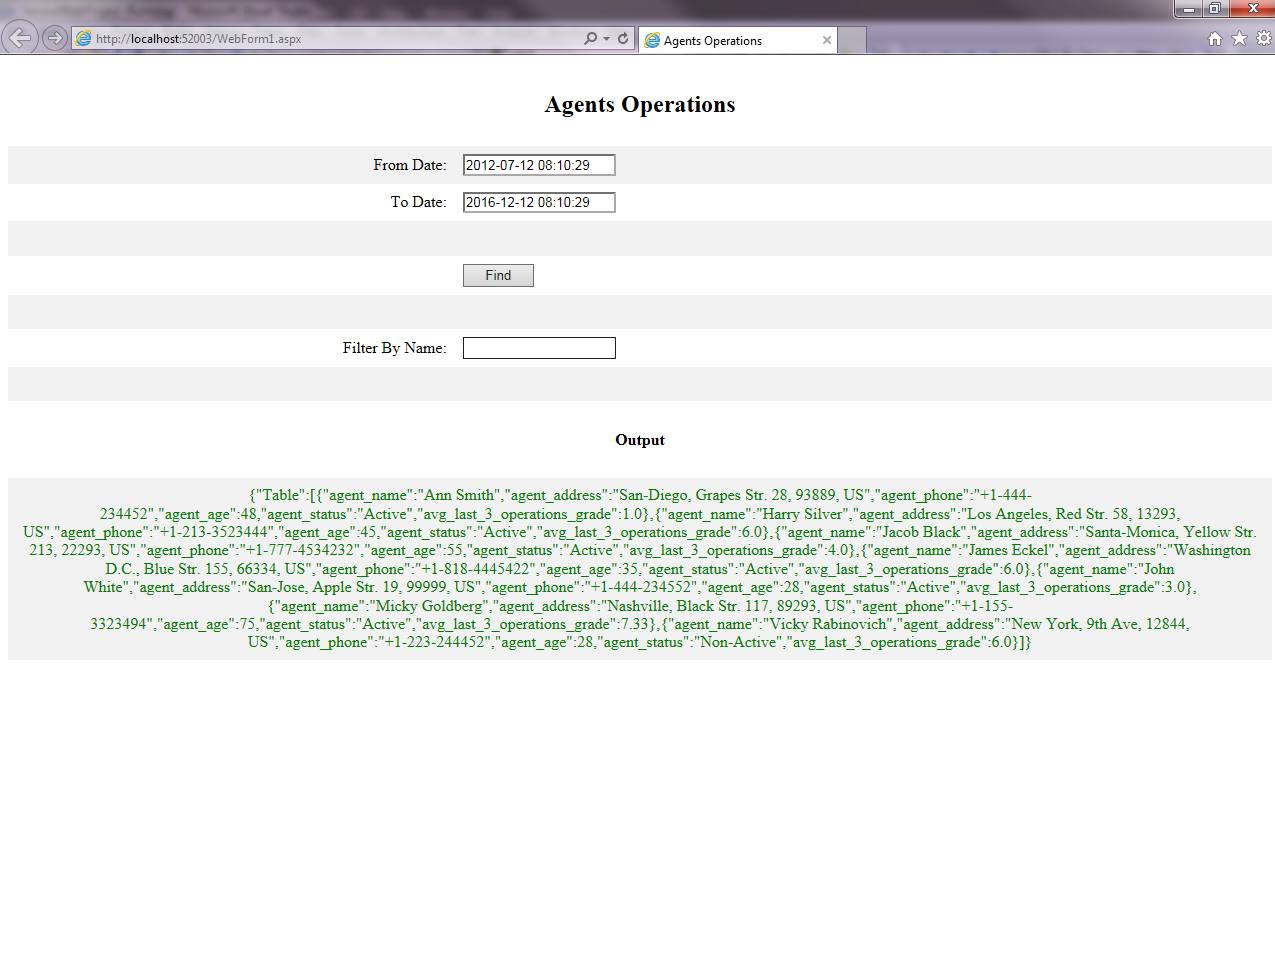 http://localhost:52003/WebForm1.aspx
Agents Operations
Agents Operations
From Date: 2012-07-12 08:10:29
To Date: 2016-12-12 08:10:29
Find
Filter By Name:
Output
{"Table":[{"agent_name":"Ann Smith","agent_address":"San-Diego, Grapes Str. 28, 93889, US","agent_phone":"+1-444-
234452","agent_age":48,"agent_status":"Active","avg_last_3_operations_grade":1.0},{"agent_name":"Harry Silver","agent_address":"Los Angeles, Red Str. 58, 13293,
US","agent_phone":"+1-213-3523444","agent_age":45,"agent_status":"Active","avg_last_3_operations_grade":6.0},{"agent_name":"Jacob Black","agent_address":"Santa-Monica, Yellow Str.
213, 22293, US","agent_phone":"+1-777-4534232","agent_age":55,"agent_status":"Active","avg_last_3_operations_grade":4.0},{"agent_name":"James Eckel","agent_address":"Washington
D.C., Blue Str. 155, 66334, US","agent_phone":"+1-818-4445422","agent_age":35,"agent_status":"Active","avg_last_3_operations_grade":6.0},{"agent_name":"John
White","agent_address":"San-Jose, Apple Str. 19, 99999, US","agent_phone":"+1-444-234552","agent_age":28,"agent_status":"Active","avg_last_3_operations_grade":3.0},
{"agent_name":"Micky Goldberg","agent_address":"Nashville, Black Str. 117, 89293, US","agent_phone":"+1-155-
3323494","agent_age":75,"agent_status":"Active","avg_last_3_operations_grade":7.33},{"agent_name":"Vicky Rabinovich","agent_address":"New York, 9th Ave, 12844,
US","agent_phone":"+1-223-244452","agent_age":28,"agent_status":"Non-Active","avg_last_3_operations_grade":6.0}]}